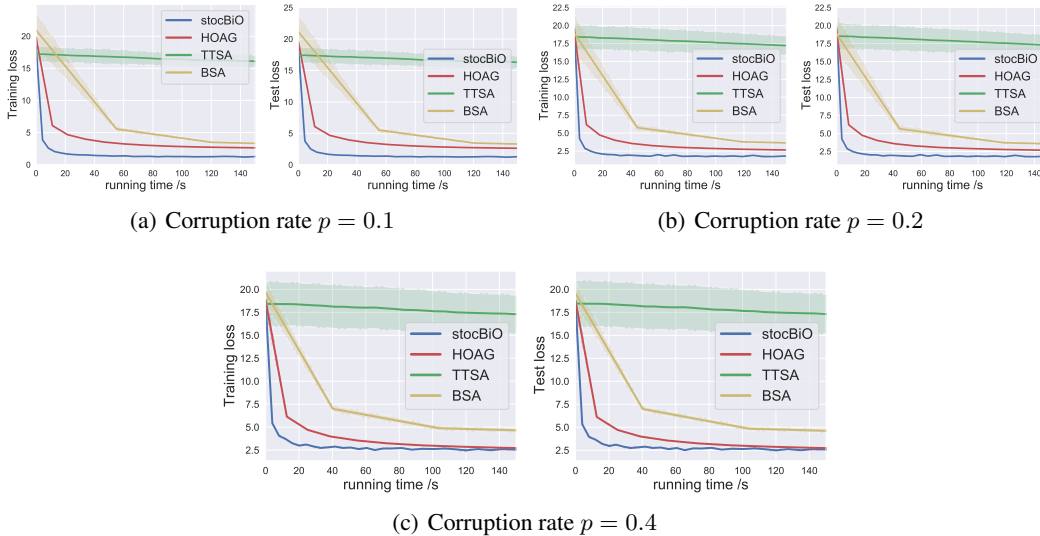 25
20
15
10
5
0
Training loss
stocBiO
HOAG
TTSA
BSA
0 20 40 60 80 100 120 140
running time /s
25
20
15
10
5
0
Test loss
stocBiO
HOAG
TTSA
BSA
0 20 40 60 80 100 120 140
running time /s
22.5
20.0
17.5
15.0
12.5
10.0
7.5
5.0
2.5
Training loss
stocBiO
HOAG
TTSA
BSA
0 20 40 60 80 100 120 140
running time /s
22.5
20.0
17.5
15.0
12.5
10.0
7.5
5.0
2.5
Test loss
stocBiO
HOAG
TTSA
BSA
0 20 40 60 80 100 120 140
running time /s
(a) Corruption rate p = 0.1
(b) Corruption rate p = 0.2
20.0
17.5
15.0
12.5
10.0
7.5
5.0
2.5
Training loss
stocBiO
HOAG
TTSA
BSA
0 20 40 60 80 100 120 140
running time /s
20.0
17.5
15.0
12.5
10.0
7.5
5.0
2.5
Test loss
stocBiO
HOAG
TTSA
BSA
0 20 40 60 80 100 120 140
running time /s
(c) Corruption rate p = 0.4